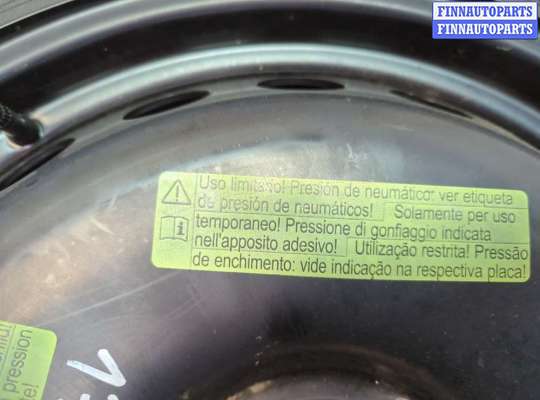 FINNAUTOPARTS
FINNAUTOPARTS
Uso limitado! Presión de neumático: ver etiqueta
de presión de neumáticos! Solamente per uso
temporaneo! Pressione di gonfiaggio indicata
nell'apposito adesivo! Utilização restrita! Pressão
de enchimento: vide indicação na respectiva placa!
pression
e!